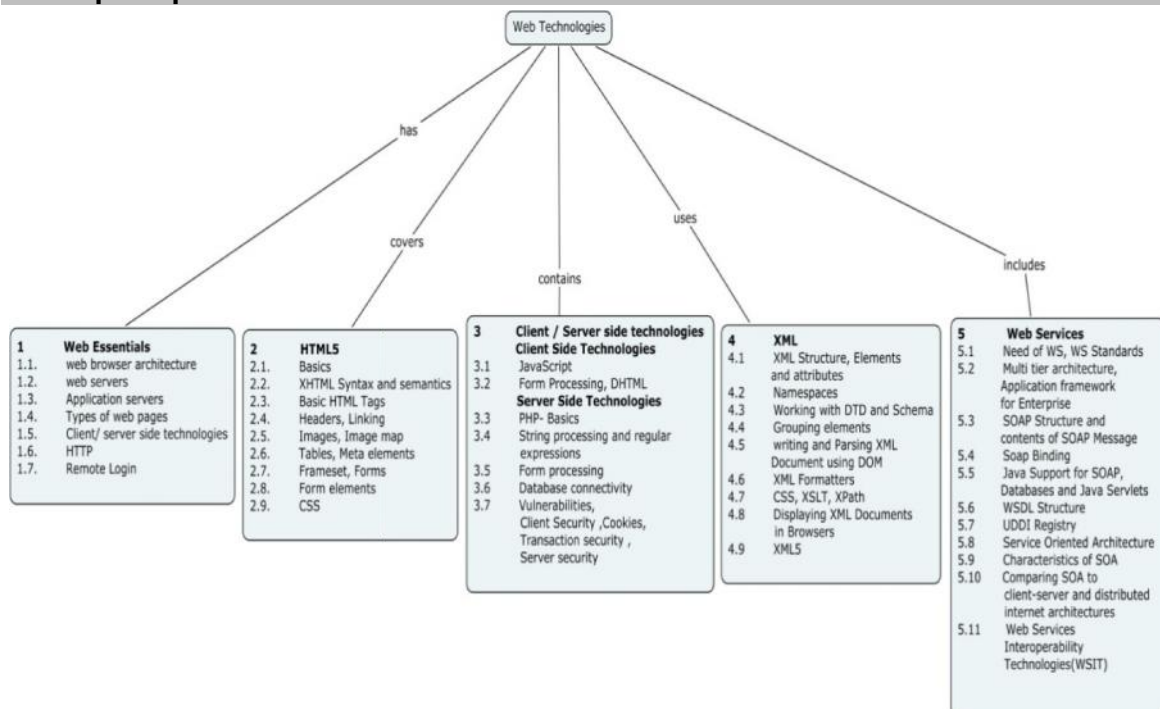 Web Technologies
has
covers
contains
uses
includes
1 Web Essentials
1.1. web browser architecture
1.2. web servers
1.3. Application servers
1.4. Types of web pages
1.5. Client/ server side technologies
1.6. HTTP
1.7. Remote Login
2 HTML5
2.1. Basics
2.2. XHTML Syntax and semantics
2.3. Basic HTML Tags
2.4. Headers, Linking
2.5. Images, Image map
2.6. Tables, Meta elements
2.7. Frameset, Forms
2.8. Form elements
2.9. CSS
3 Client / Server side technologies
Client Side Technologies
3.1 JavaScript
3.2 Form Processing, DHTML
Server Side Technologies
3.3 PHP- Basics
3.4 String processing and regular
expressions
3.5 Form processing
3.6 Database connectivity
3.7 Vulnerabilities,
Client Security ,Cookies,
Transaction security ,
Server security
4 XML
4.1 XML Structure, Elements
and attributes
4.2 Namespaces
4.3 Working with DTD and Schema
4.4 Grouping elements
4.5 writing and Parsing XML
Document using DOM
4.6 XML Formatters
4.7 CSS, XSLT, XPath
4.8 Displaying XML Documents
in Browsers
4.9 XML5
5 Web Services
5.1 Need of WS, WS Standards
5.2 Multi tier architecture,
Application framework
for Enterprise
5.3 SOAP Structure and
contents of SOAP Message
5.4 Soap Binding
5.5 Java Support for SOAP,
Databases and Java Servlets
5.6 WSDL Structure
5.7 UDDI Registry
5.8 Service Oriented Architecture
5.9 Characteristics of SOA
5.10 Comparing SOA to
client-server and distributed
internet architectures
5.11 Web Services
Interoperability
Technologies(WSIT)